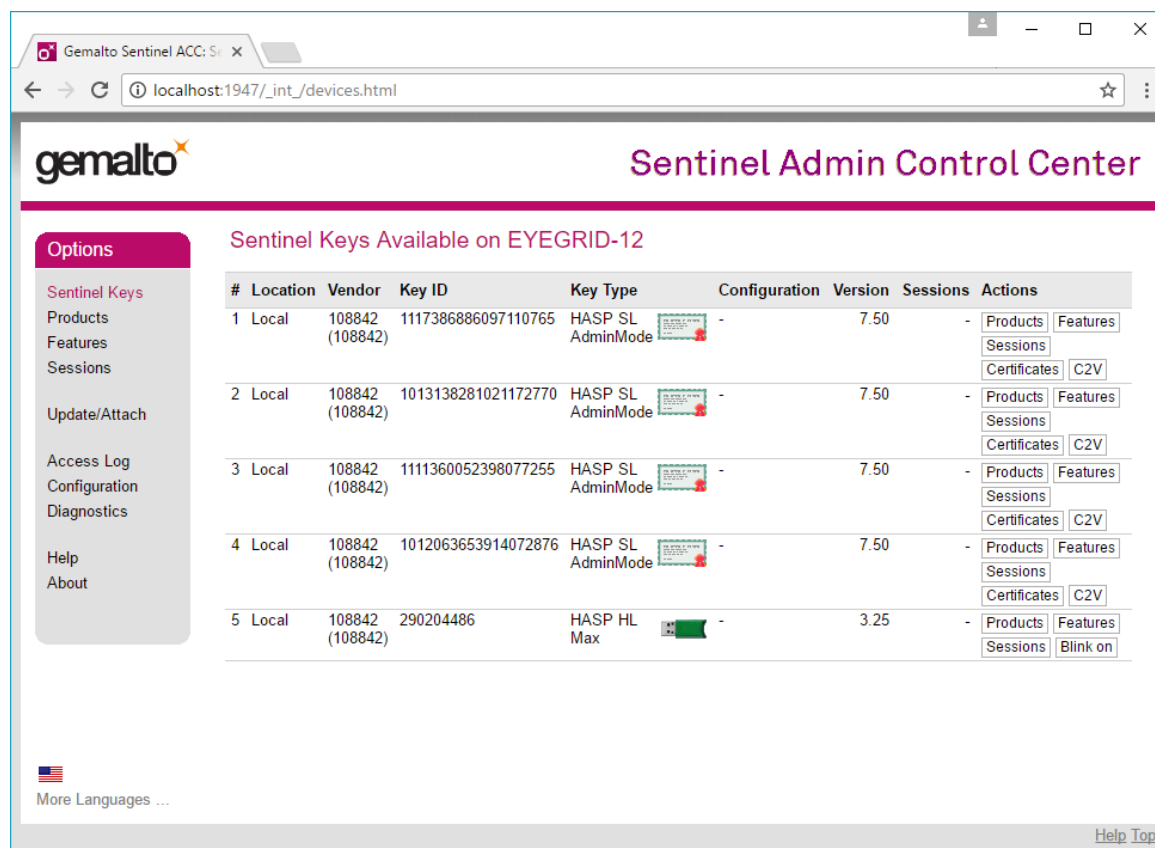 Gemalto Sentinel ACC: Se
localhost:1947/_int_/devices.html
gemalto
Sentinel Admin Control Center
Options
Sentinel Keys
Products
Features
Sessions
Update/Attach
Access Log
Configuration
Diagnostics
Help
About
Sentinel Keys Available on EYEGRID-12
# Location Vendor Key ID Key Type Configuration Version Sessions Actions
1 Local 108842 1117386886097110765 HASP SL - 7.50 - Products Features
(108842) AdminMode Sessions
Certificates C2V
2 Local 108842 1013138281021172770 HASP SL - 7.50 - Products Features
(108842) AdminMode Sessions
Certificates C2V
3 Local 108842 1111360052398077255 HASP SL - 7.50 - Products Features
(108842) AdminMode Sessions
Certificates C2V
4 Local 108842 1012063653914072876 HASP SL - 7.50 - Products Features
(108842) AdminMode Sessions
Certificates C2V
5 Local 108842 290204486 HASP HL - 3.25 - Products Features
(108842) Max Sessions Blink on
More Languages ...
Help Top